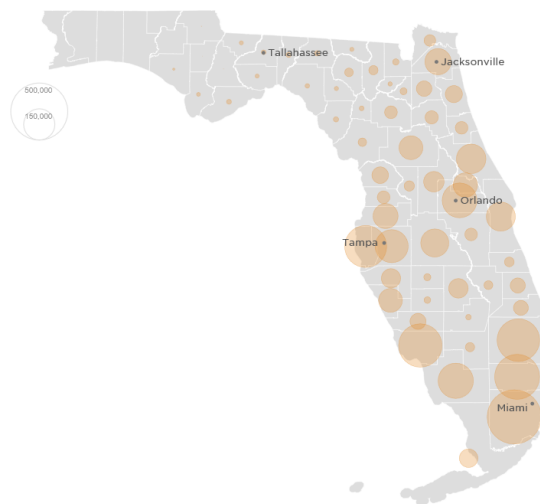 Tallahassee
Jacksonville
500,000
150,000
Orlando
Tampa
Miami